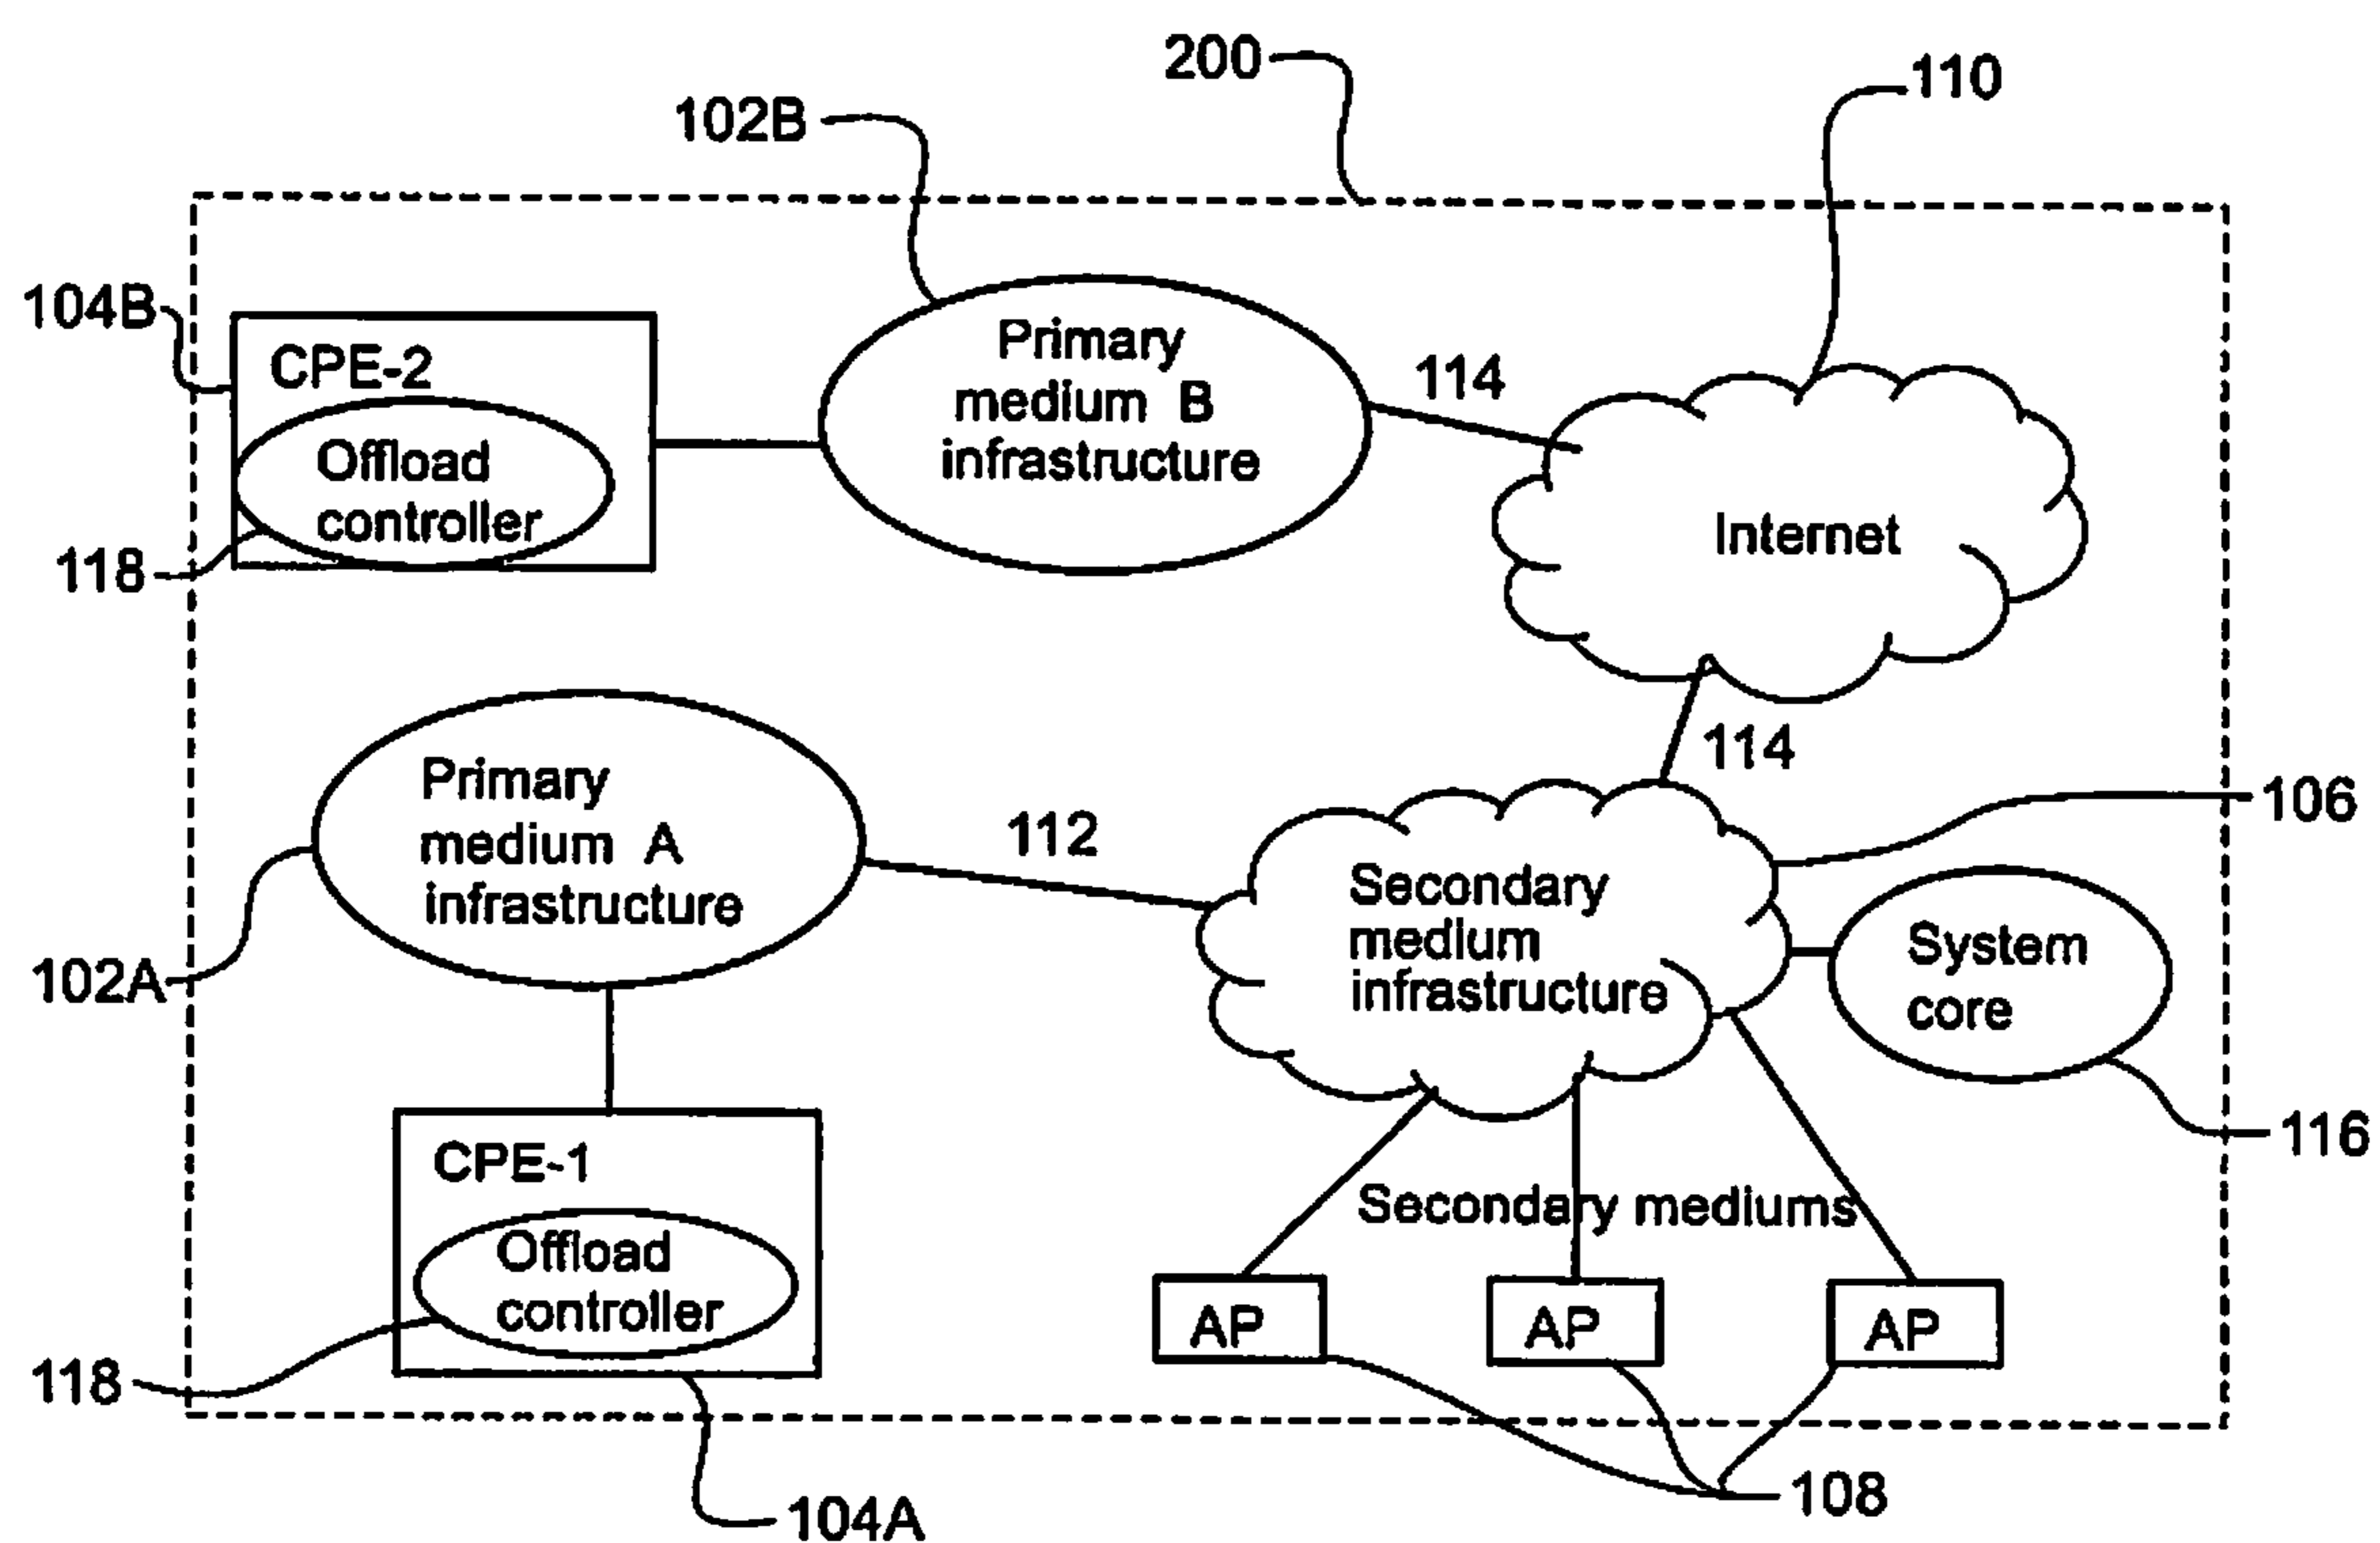 200
110
102B
104B
CPE-2
Offload
controller
118
Primary
medium B
infrastructure
114
Internet
114
Primary
medium A
infrastructure
102A
112
Secondary
medium
infrastructure
106
System
core
116
CPE-1
Offload
controller
118
104A
Secondary mediums
AP
AP
AP
108